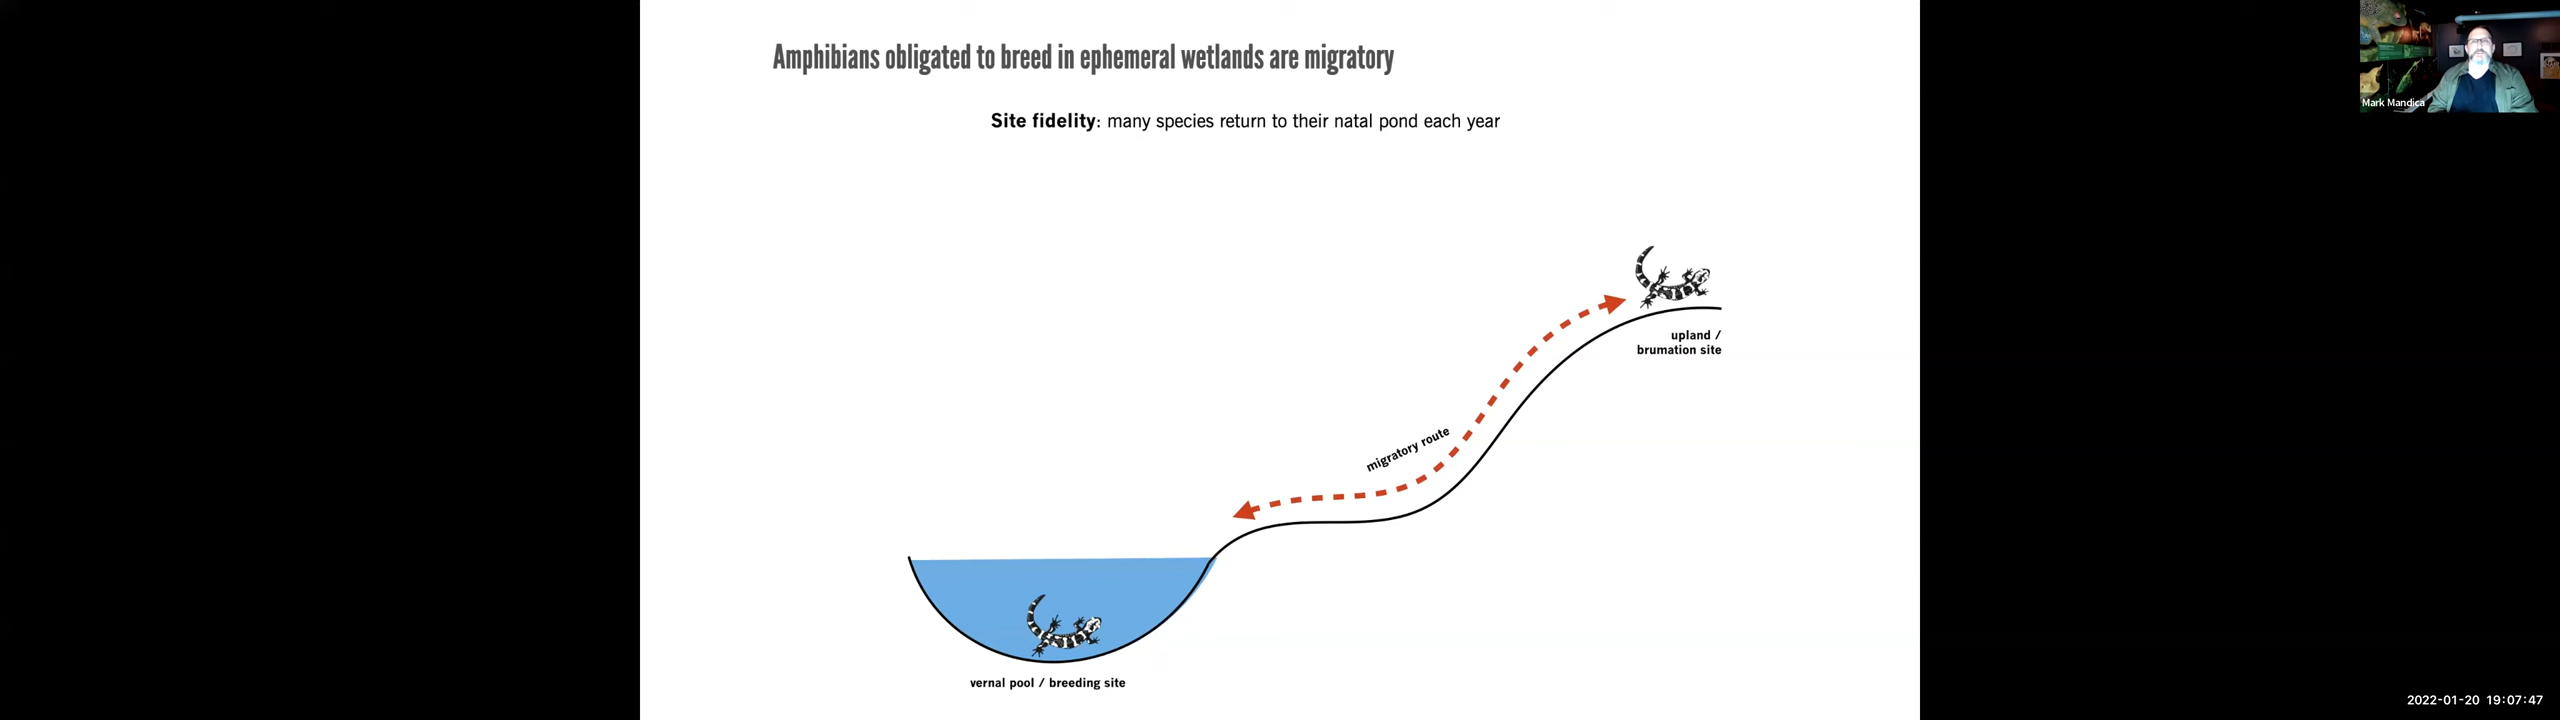 Amphibians obligated to breed in ephemeral wetlands are migratory
Mark Mandica
Site fidelity: many species return to their natal pond each year
upland /
brumation site
migratory route
vernal pool / breeding site
2022-01-20 19:07:47